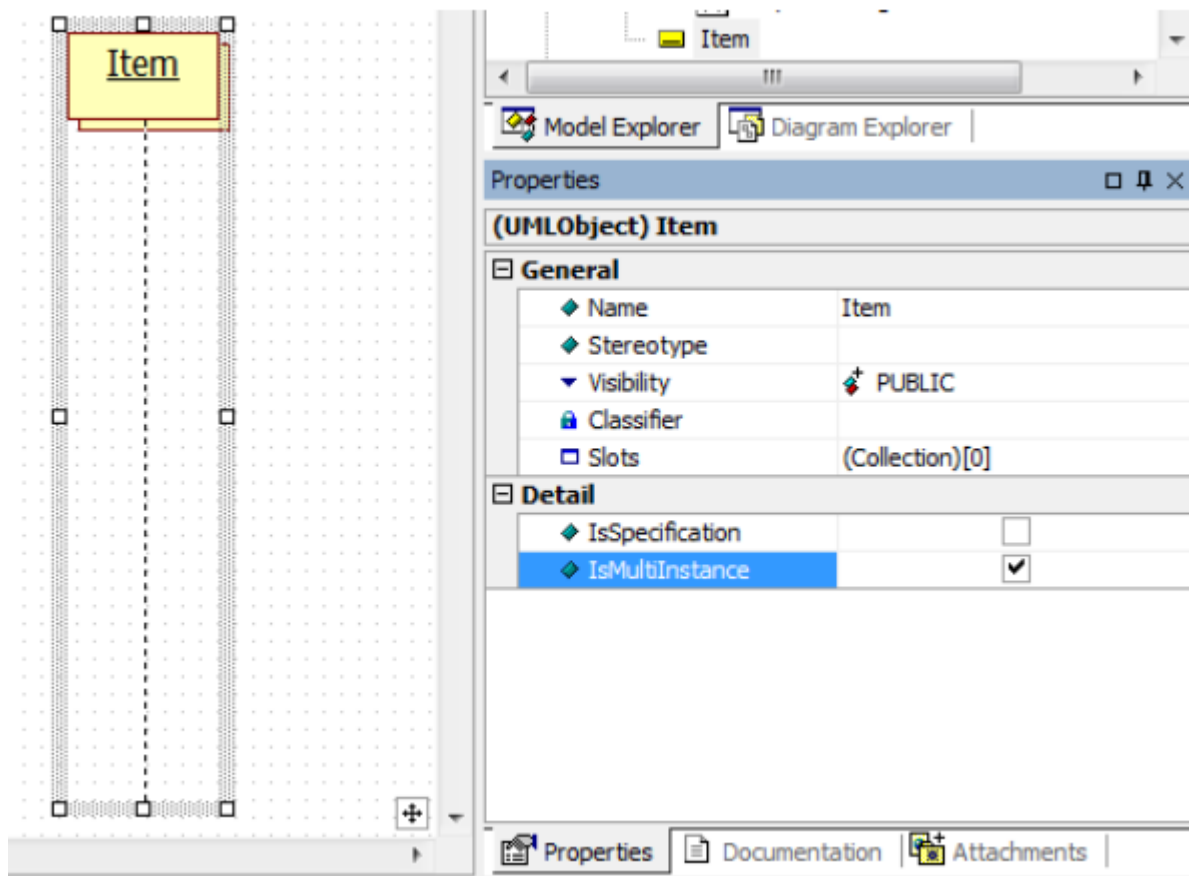 Item
Item
Model Explorer
Diagram Explorer
Properties
(UMLObject) Item
General
Name Item
Stereotype
Visibility PUBLIC
Classifier
Slots (Collection)[0]
Detail
IsSpecification
IsMultiInstance
Properties
Documentation
Attachments